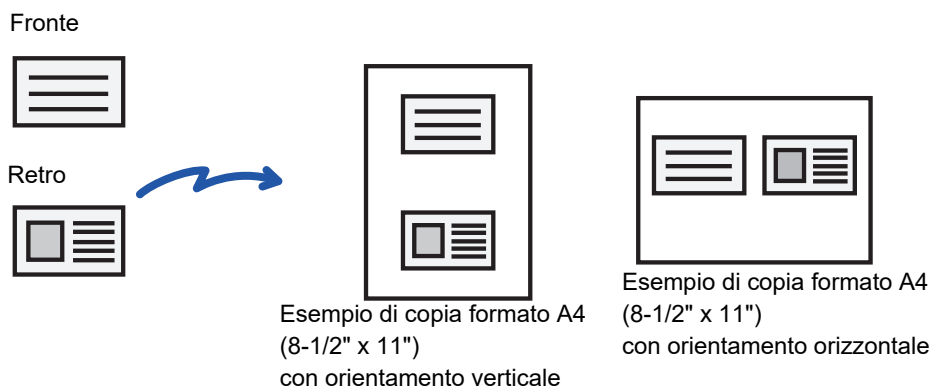 Fronte
Retro
Esempio di copia formato A4
(8-1/2" x 11")
con orientamento verticale
Esempio di copia formato A4
(8-1/2" x 11")
con orientamento orizzontale